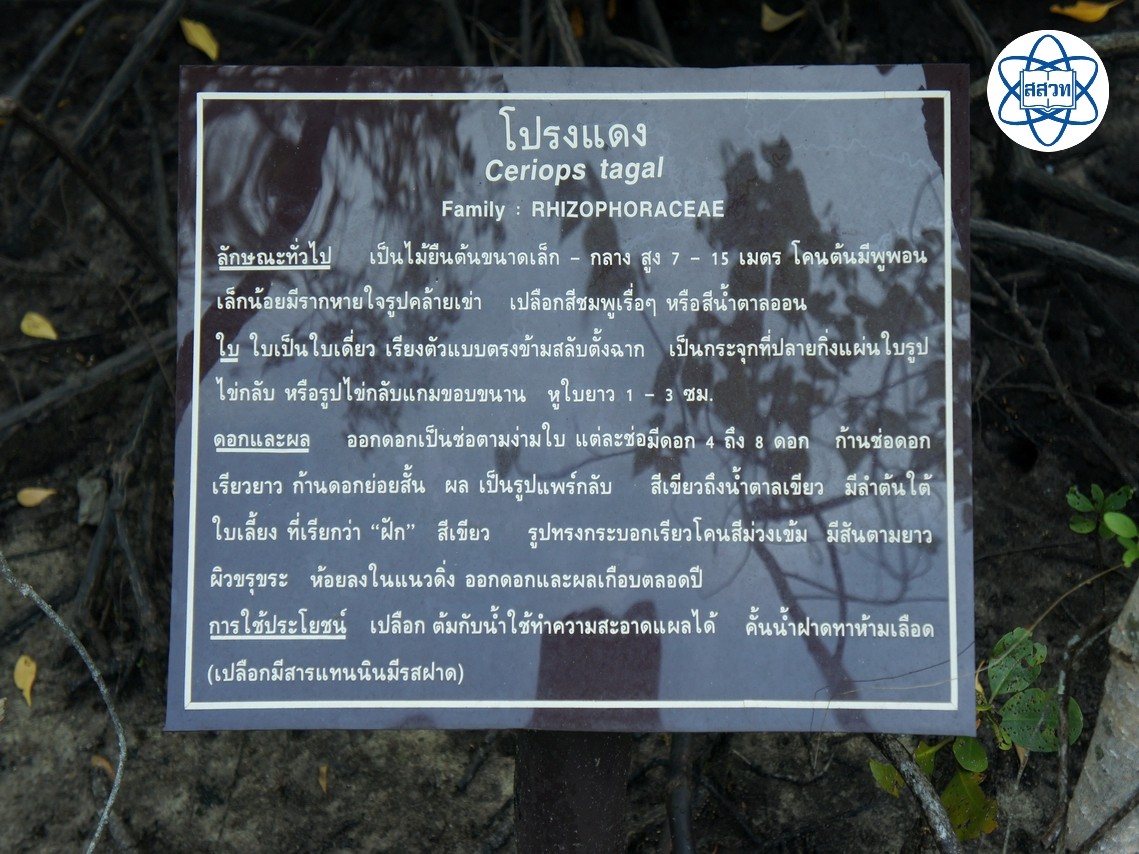 สสวท
โปรงแดง
Ceriops tagal
Family : RHIZOPHORACEAE
ลักษณะทั่วไป เป็นไม้ยืนต้นขนาดเล็ก – กลาง สูง 7 – 15 เมตร โคนต้นมีพูพอน
เล็กน้อยมีรากหายใจรูปคล้ายเข่า เปลือกสีชมพูเรื่อๆ หรือสีน้ำตาลออน
ใบ ใบเป็นใบเดี่ยว เรียงตัวแบบตรงข้ามสลับตั้งฉาก เป็นกระจุกที่ปลายกิ่งแผ่นใบรูป
ไข่กลับ หรือรูปไข่กลับแกมขอบขนาน หูใบยาว 1 – 3 ซม.
ดอกและผล ออกดอกเป็นช่อตามง่ามใบ แต่ละช่อมีดอก 4 ถึง 8 ดอก ก้านช่อดอก
เรียวยาว ก้านดอกย่อยสั้น ผล เป็นรูปแพร์กลับ สีเขียวถึงน้ำตาลเขียว มีลำต้นใต้
ใบเลี้ยง ที่เรียกว่า “ฝัก” สีเขียว รูปทรงกระบอกเรียวโคนสีม่วงเข้ม มีสันตามยาว
ผิวขรุขระ ห้อยลงในแนวดิ่ง ออกดอกและผลเกือบตลอดปี
การใช้ประโยชน์ เปลือก ต้มกับน้ำใช้ทำความสะอาดแผลได้ คั้นน้ำฝาดทาห้ามเลือด
(เปลือกมีสารแทนนินมีรสฝาด)